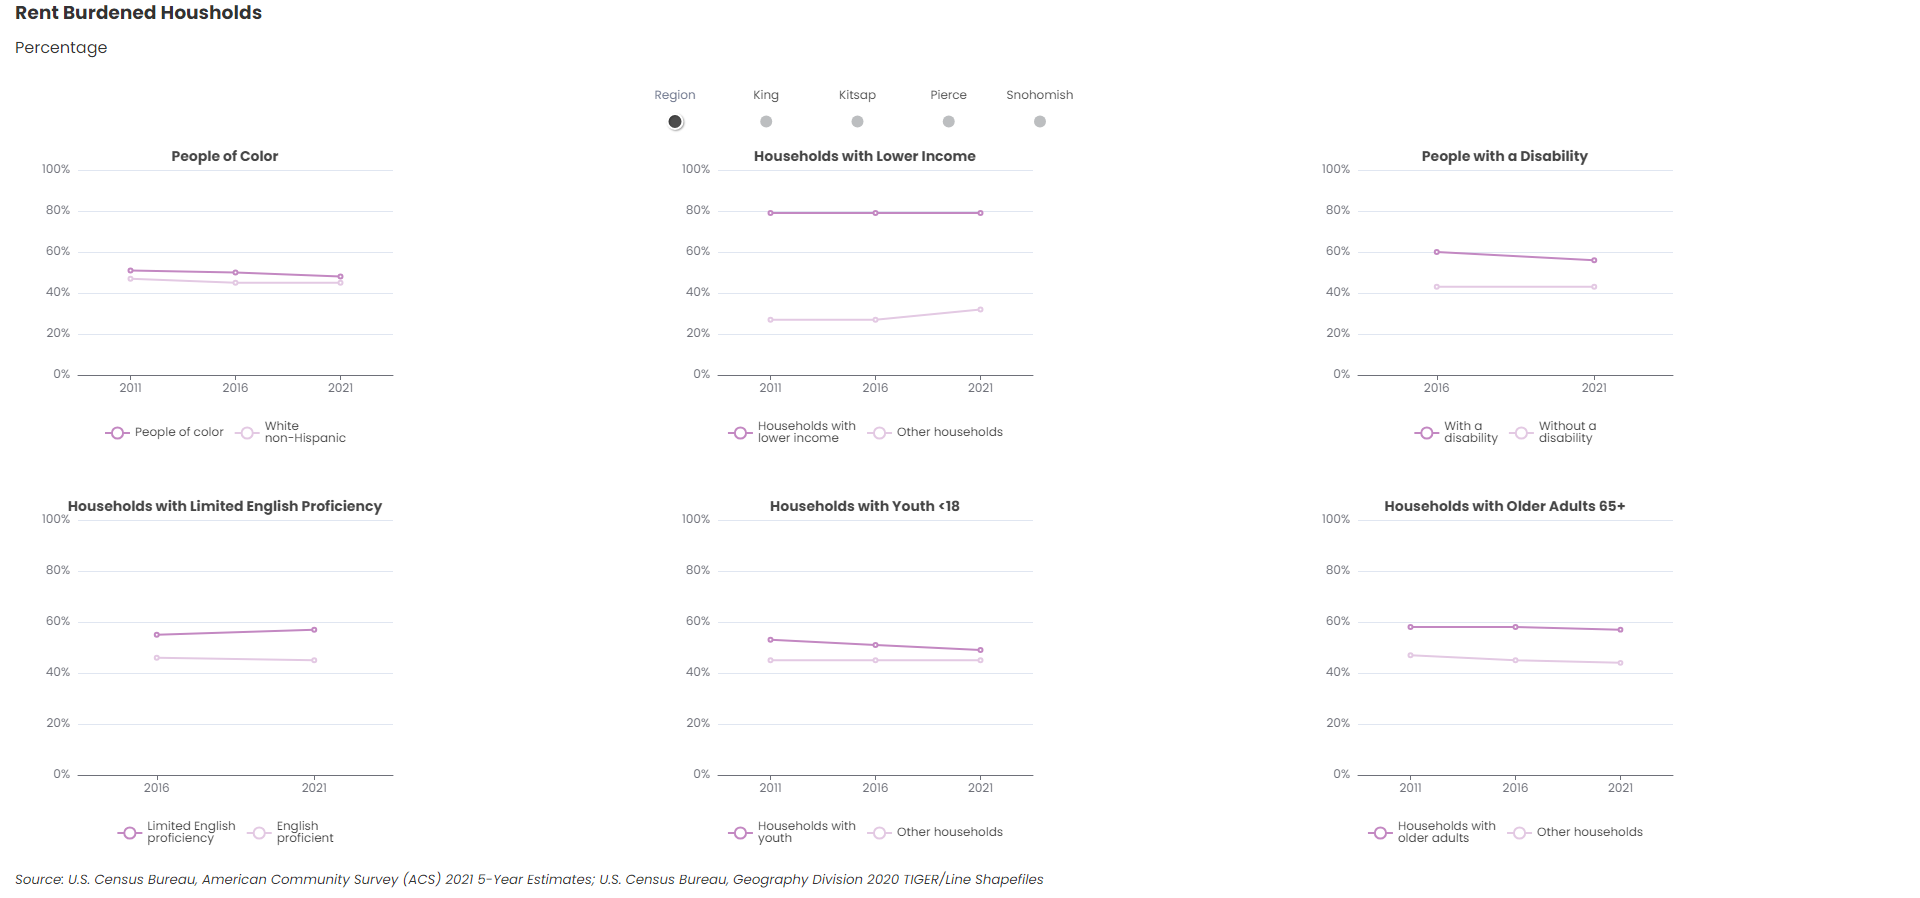 Rent Burdened Housholds
Percentage
Region King Kitsap Pierce Snohomish
People of Color
100%
80%
60%
40%
20%
0%
2011 2016 2021
People of color
White
non-Hispanic
Households with Lower Income
100%
80%
60%
40%
20%
0%
2011 2016 2021
Households with
lower income
Other households
People with a Disability
100%
80%
60%
40%
20%
0%
2016 2021
With a
disability
Without a
disability
Households with Limited English Proficiency
100%
80%
60%
40%
20%
0%
2016 2021
Limited English
proficiency
English
proficient
Households with Youth <18
100%
80%
60%
40%
20%
0%
2011 2016 2021
Households with
youth
Other households
Households with Older Adults 65+
100%
80%
60%
40%
20%
0%
2011 2016 2021
Households with
older adults
Other households
Source: U.S. Census Bureau, American Community Survey (ACS) 2021 5-Year Estimates; U.S. Census Bureau, Geography Division 2020 TIGER/Line Shapefiles